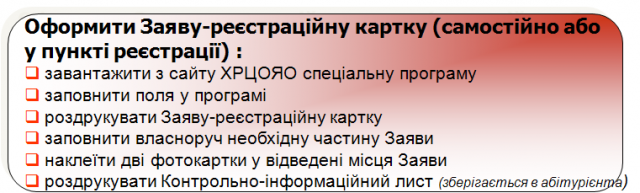 Оформити Заяву-реєстраційну картку (самостійно або
у пункті реєстрації) :
завантажити з сайту ХРЦОЯО спеціальну програму
заповнити поля у програмі
роздрукувати Заяву-реєстраційну картку
заповнити власноруч необхідну частину Заяви
наклеїти дві фотокартки у відведені місця Заяви
роздрукувати Контрольно-інформаційний лист (зберігається в абітурієнта)